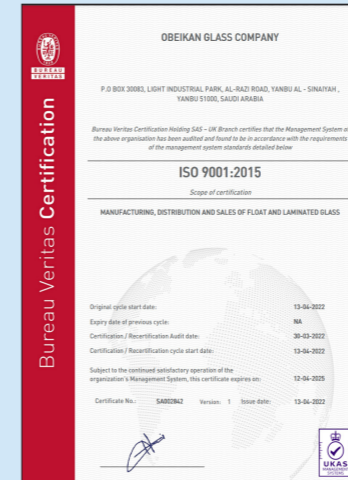 BUREAU
VERITAS
Bureau Veritas Certification
OBEIKAN GLASS COMPANY
P.O BOX 30083, LIGHT INDUSTRIAL PARK, AL-RAZI ROAD, YANBU AL - SINAIYAH ,
YANBU 51000, SAUDI ARABIA
Bureau Veritas Certification Holding SAS – UK Branch certifies that the Management System of
the above organisation has been audited and found to be in accordance with the requirements
of the management system standards detailed below
ISO 9001:2015
Scope of certification
MANUFACTURING, DISTRIBUTION AND SALES OF FLOAT AND LAMINATED GLASS
Original cycle start date: 13-04-2022
Expiry date of previous cycle: NA
Certification / Recertification Audit date: 30-03-2022
Certification / Recertification cycle start date: 13-04-2022
Subject to the continued satisfactory operation of the
organization's Management System, this certificate expires on: 12-04-2025
Certificate No.: SA002842 Version: 1 Issue date: 13-04-2022
UKAS
MANAGEMENT
SYSTEMS